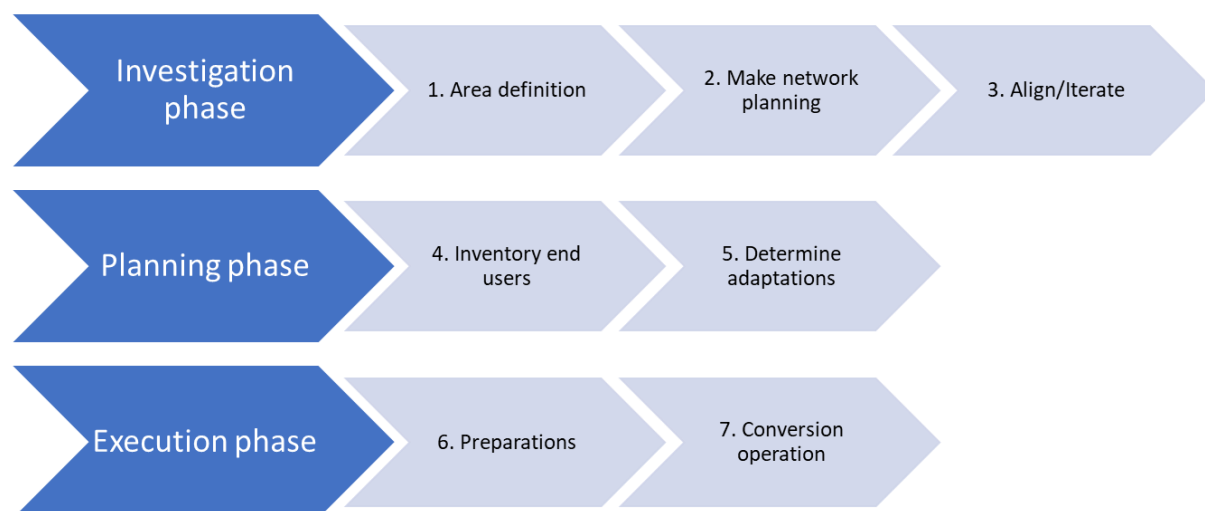 Investigation
phase
1. Area definition
2. Make network
planning
3. Align/Iterate
Planning phase
4. Inventory end
users
5. Determine
adaptations
Execution phase
6. Preparations
7. Conversion
operation